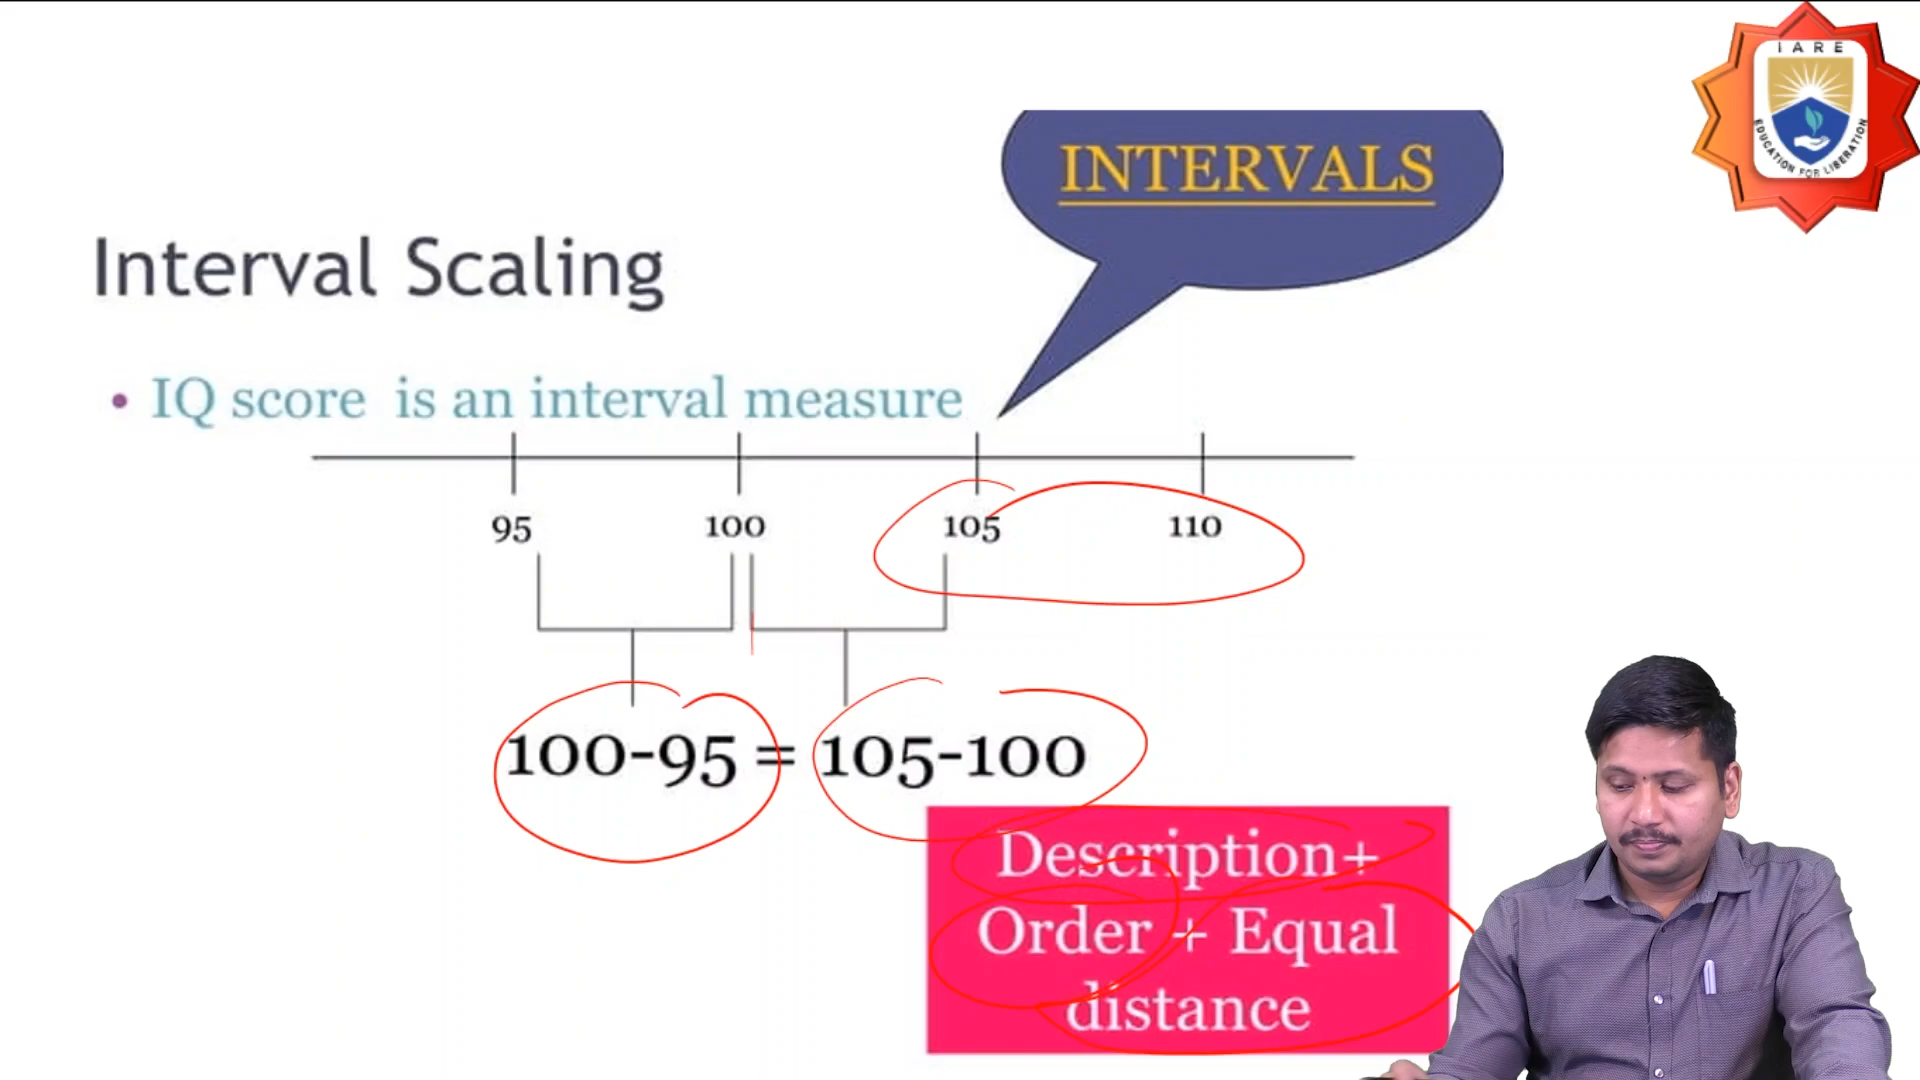 IARE
EDUCATION FOR LIBERATION
INTERVALS
Interval Scaling
• IQ score is an interval measure
95 100 105 110
100-95 = 105-100
Description+
Order + Equal
distance